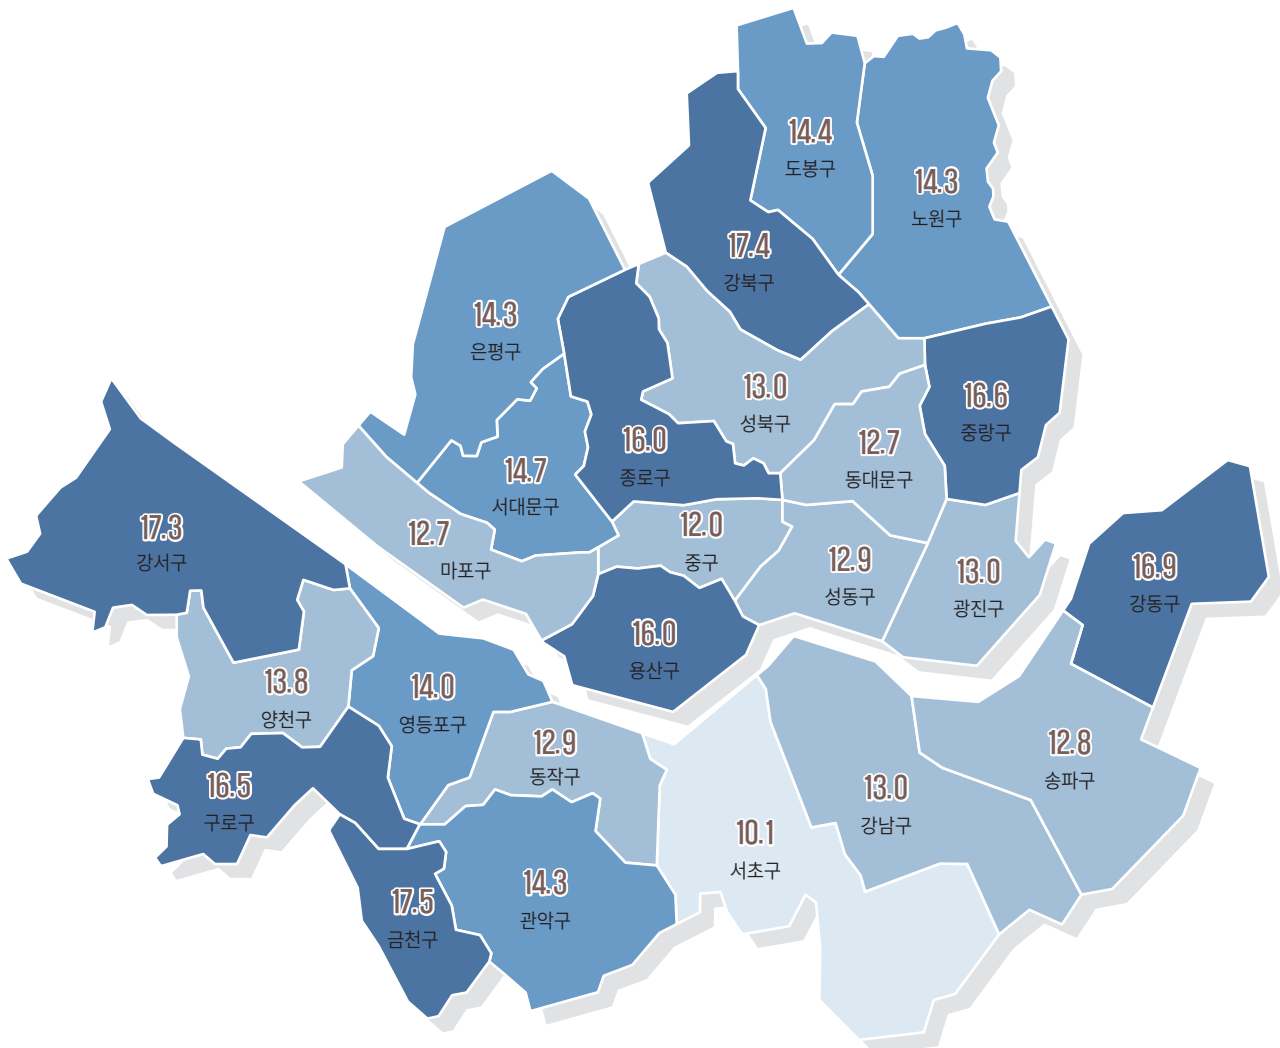 14.4
도봉구
14.3
노원구
17.4
강북구
14.3
은평구
13.0
성북구
16.6
중랑구
16.0
종로구
12.7
동대문구
14.7
서대문구
17.3
강서구
12.7
마포구
12.0
중구
12.9
성동구
13.0
광진구
16.9
강동구
16.0
용산구
13.8
양천구
14.0
영등포구
12.9
동작구
12.8
송파구
16.5
구로구
13.0
강남구
10.1
서초구
14.3
관악구
17.5
금천구